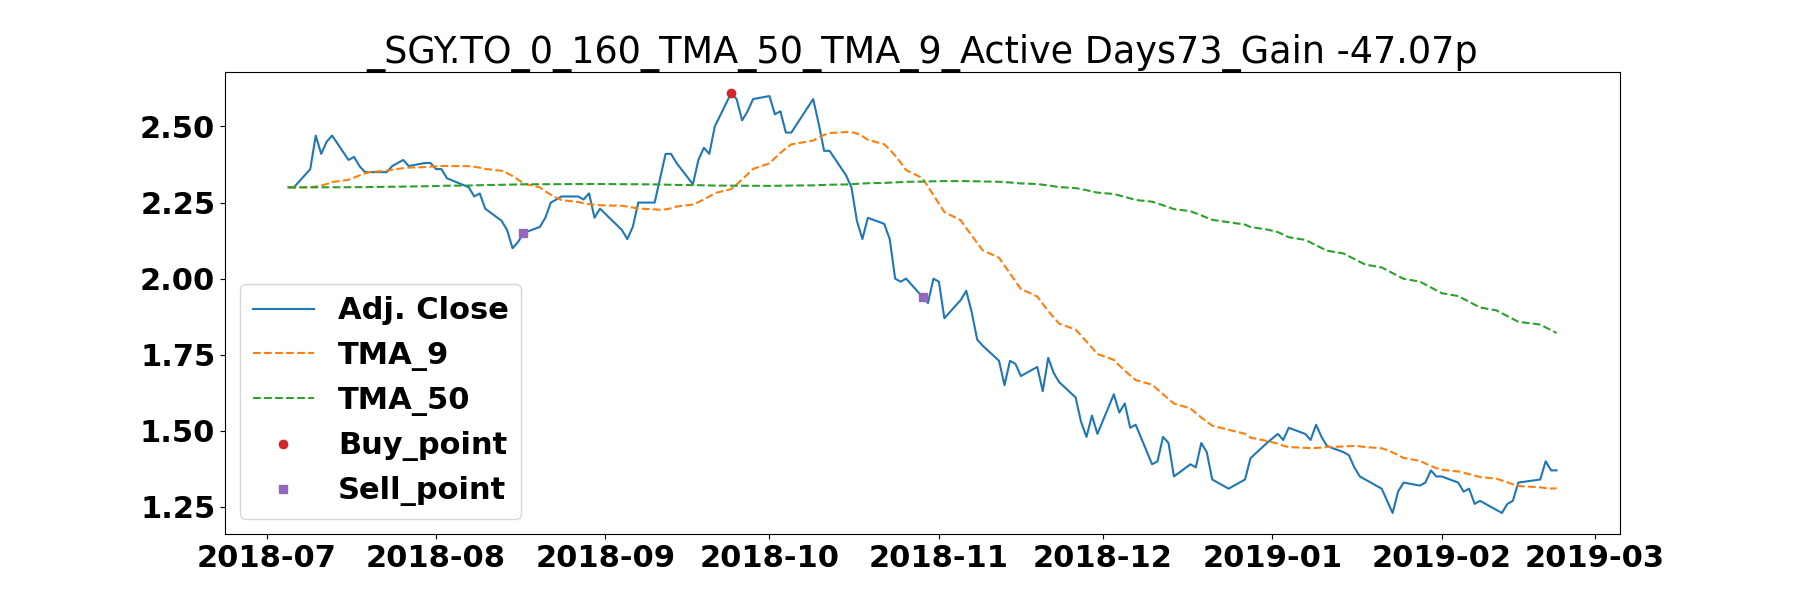 _SGY.TO_0_160_TMA_50_TMA_9_Active Days73_Gain -47.07p
2.50
2.25
2.00
1.75
1.50
1.25
Adj. Close
TMA_9
TMA_50
Buy_point
Sell_point
2018-07 2018-08 2018-09 2018-10 2018-11 2018-12 2019-01 2019-02 2019-03